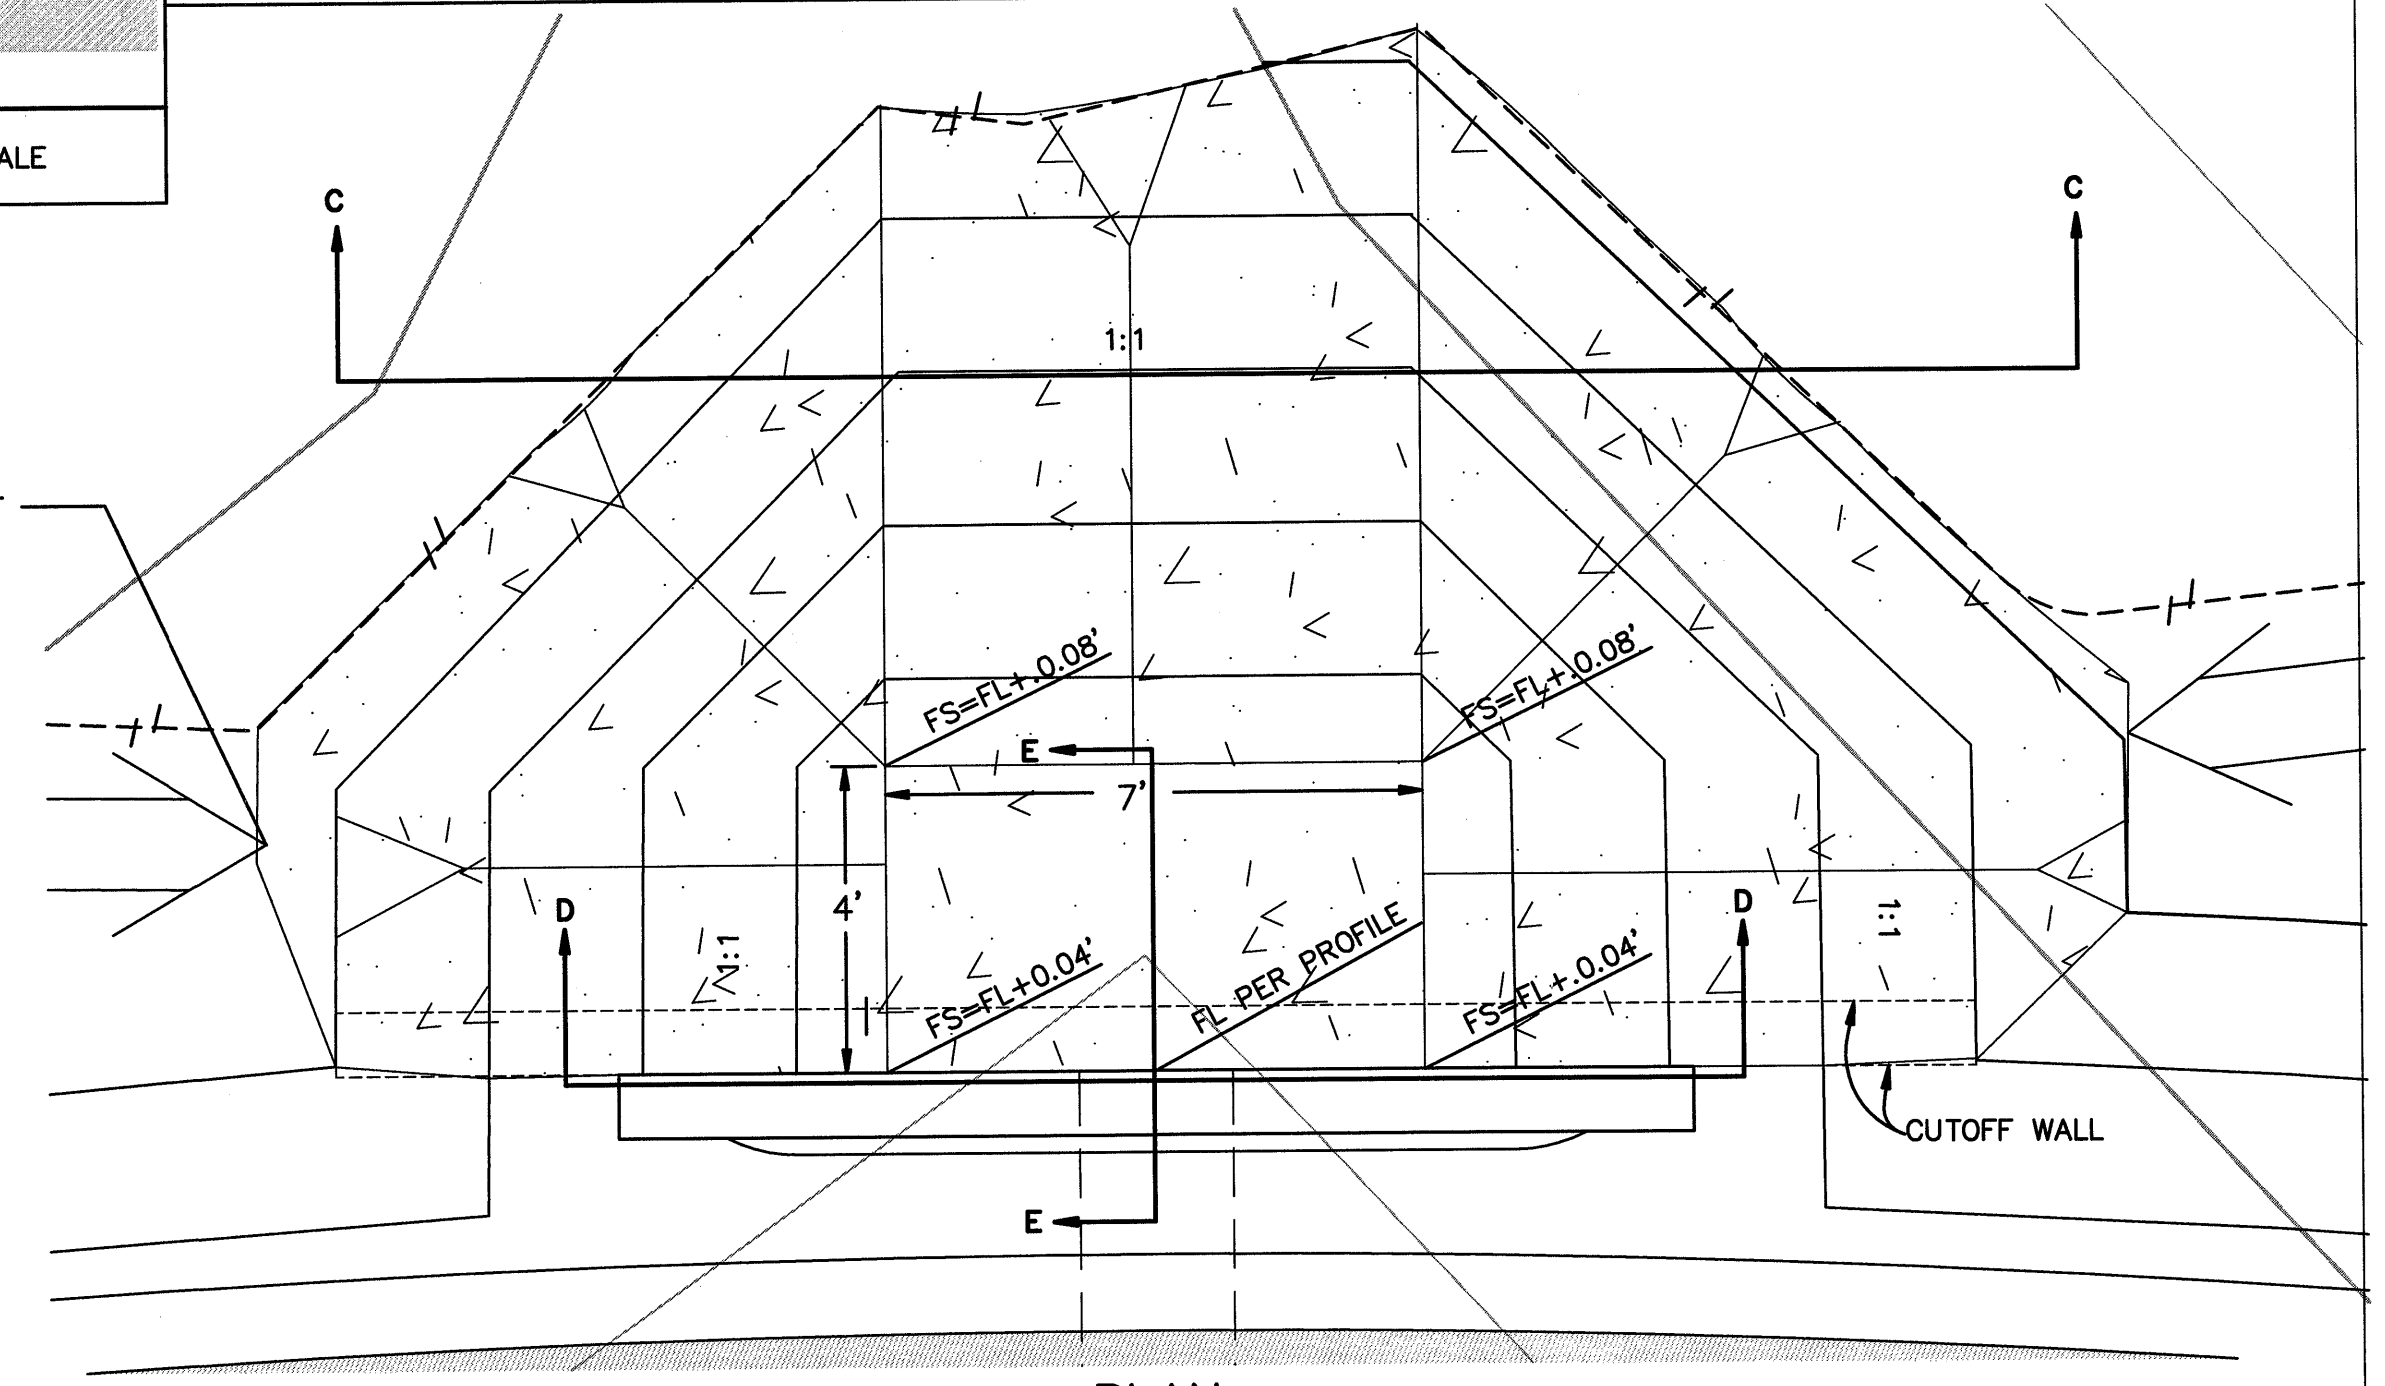 ALE
C
C
1:1
FS=FL+.0.08'
FS=FL+.0.08'
E
7'
4'
D
D
1:1
1:1
FS=FL+0.04'
FL PER PROFILE
FS=FL+.0.04'
CUTOFF WALL
E